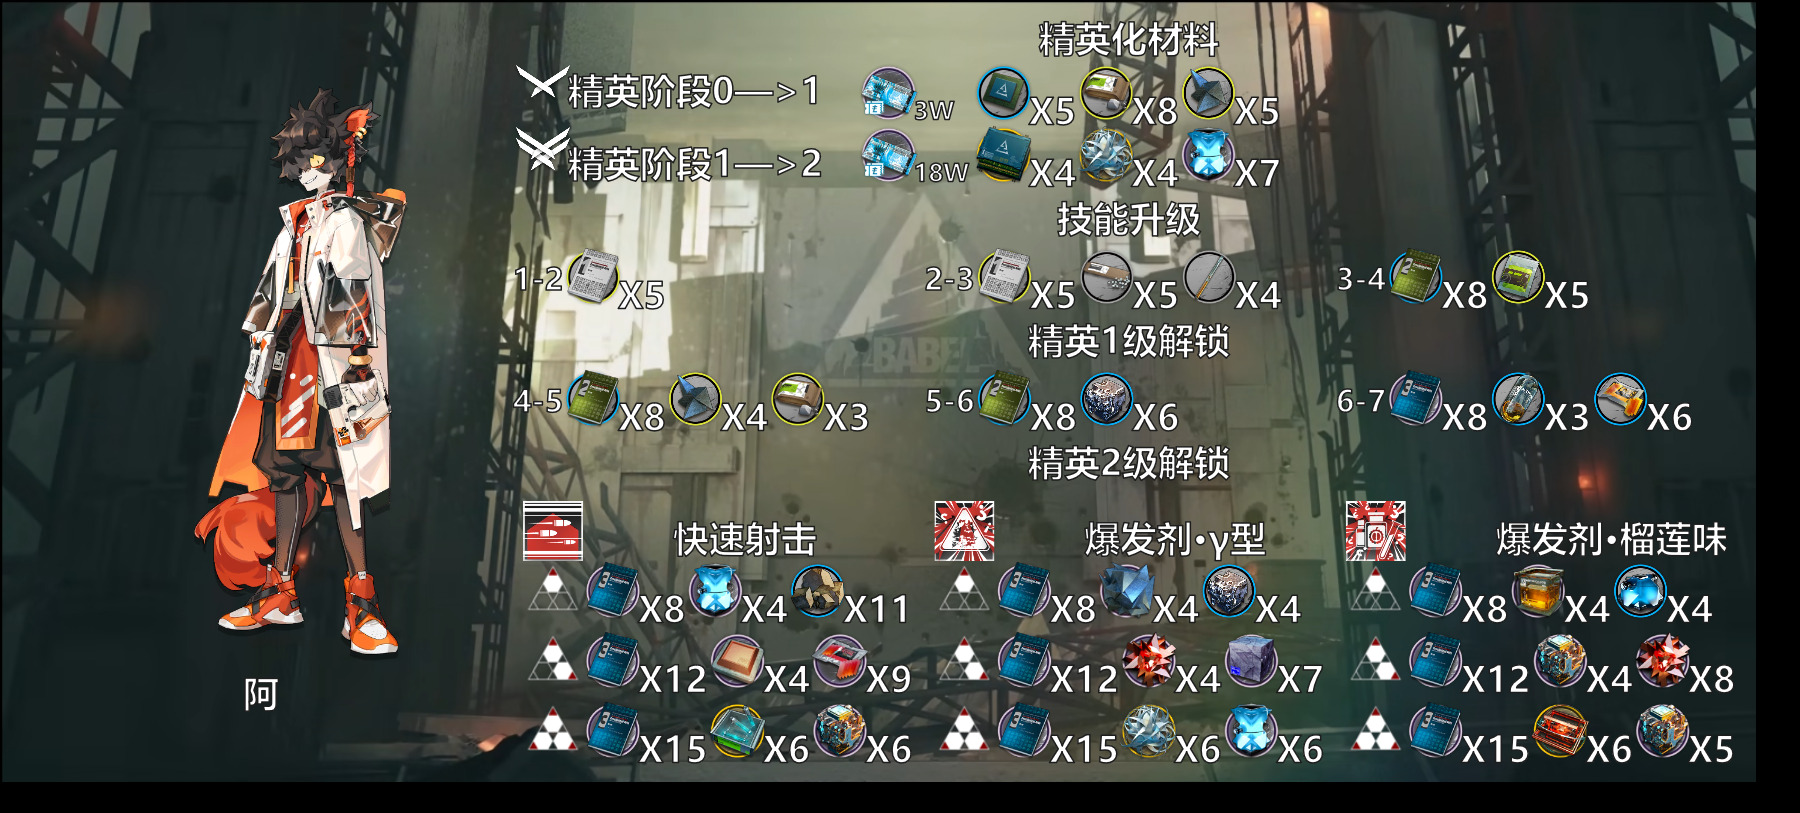 精英化材料
精英阶段0—>1 3W X5 X8 X5
精英阶段1—>2 18W X4 X4 X7
技能升级
1-2 X5 2-3 X5 X5 X4 3-4 X8 X5
BABEL
精英1级解锁
4-5 X8 X4 X3 5-6 X8 X6 6-7 X8 X3 X6
精英2级解锁
快速射击 爆发剂•γ型 爆发剂•榴莲味
X8 X4 X11 X8 X4 X4 X8 X4 X4
X12 X4 X9 X12 X4 X7 X12 X4 X8
阿
X15 X6 X6 X15 X6 X6 X15 X6 X5